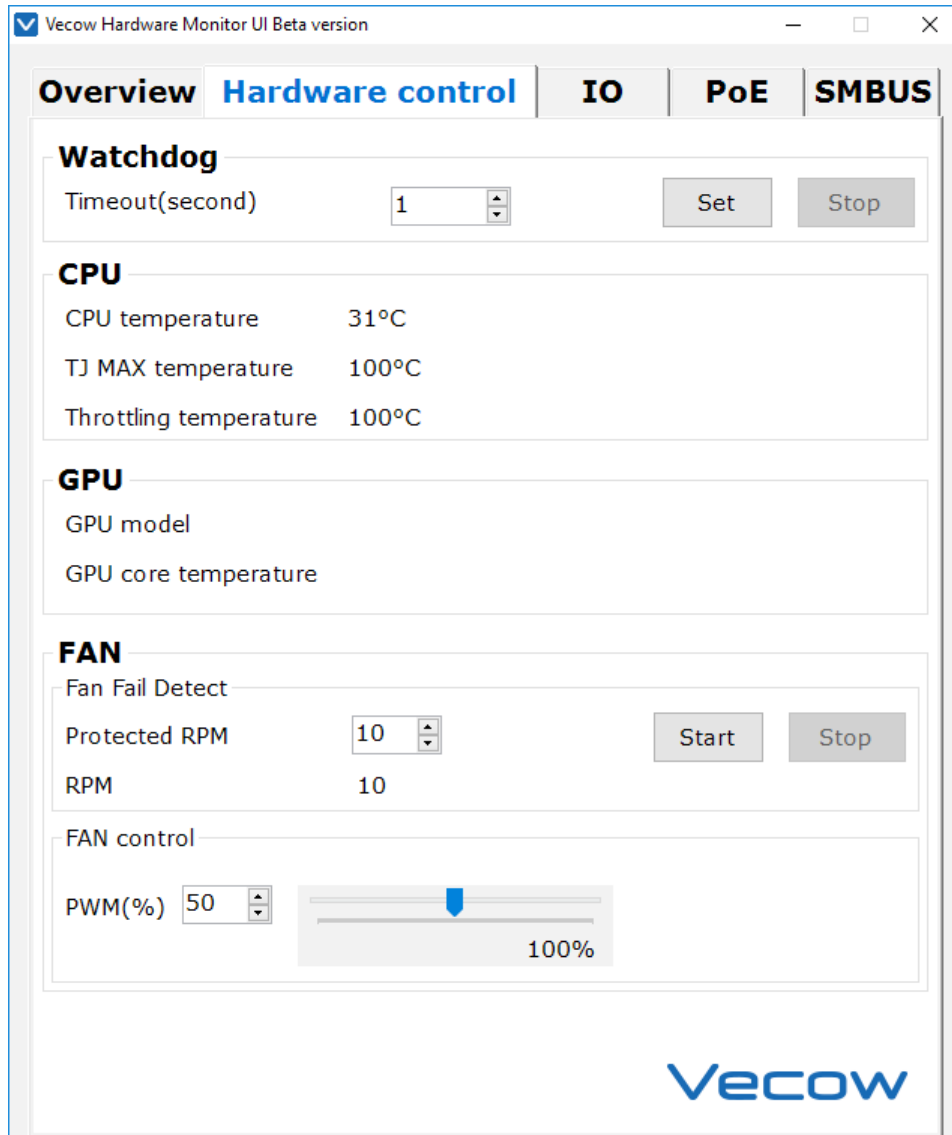 Vecow Hardware Monitor UI Beta version
Overview Hardware control IO PoE SMBUS
Watchdog
Timeout(second) 1 Set Stop
CPU
CPU temperature 31°C
TJ MAX temperature 100°C
Throttling temperature 100°C
GPU
GPU model
GPU core temperature
FAN
Fan Fail Detect
Protected RPM 10 Start Stop
RPM 10
FAN control
PWM(%) 50
100%
Vecow